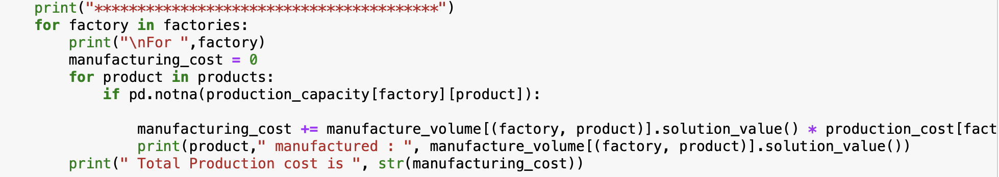 print("****************************************")
for factory in factories:
print("\nFor ",factory)
manufacturing_cost = 0
for product in products:
if pd.notna(production_capacity[factory][product]):
manufacturing_cost += manufacture_volume[(factory, product)].solution_value() * production_cost[fact
print(product," manufactured : ", manufacture_volume[(factory, product)].solution_value())
print(" Total Production cost is ", str(manufacturing_cost))